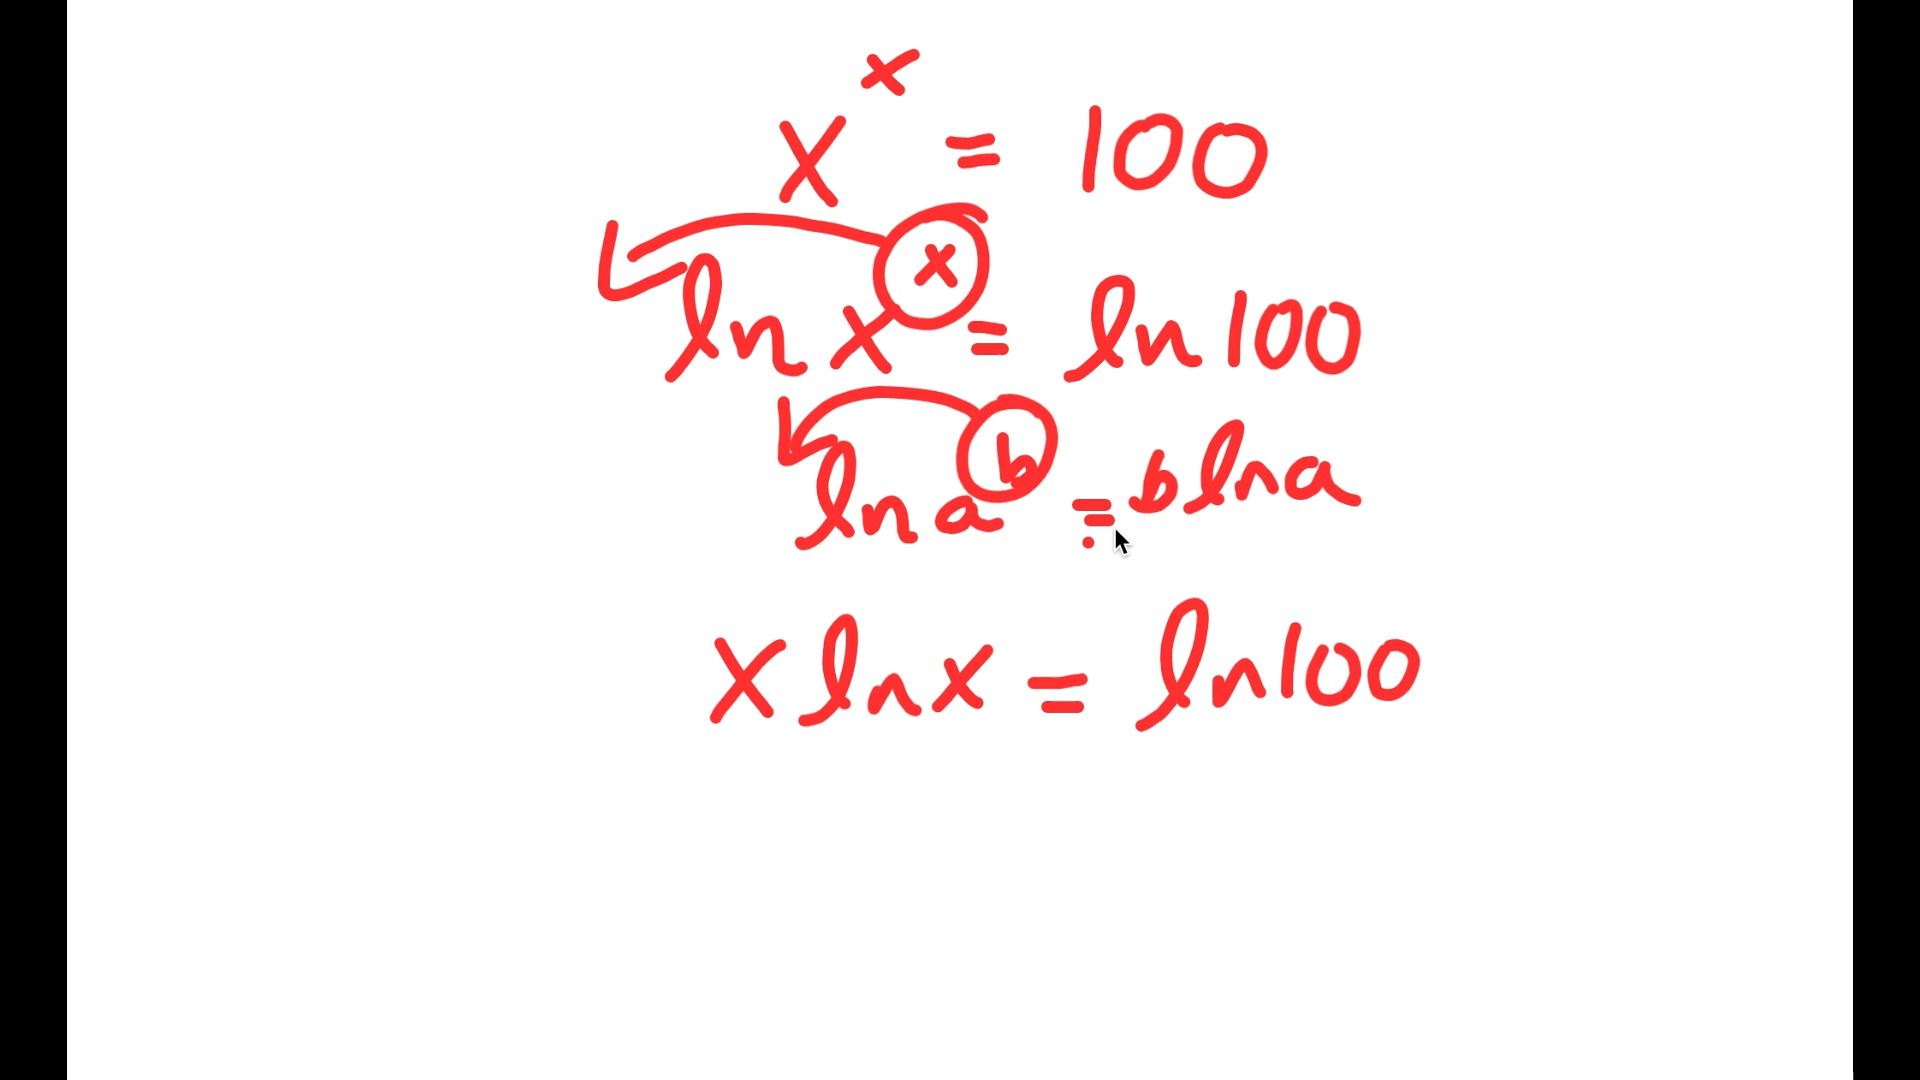 x^x = 100
ln x^x = ln 100
ln a^b = b ln a
x ln x = ln 100